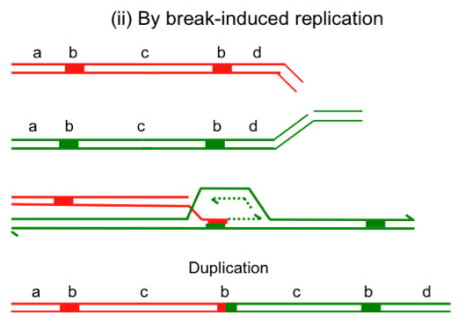 (ii) By break-induced replication
a b c b d
a b c b d
Duplication
a b c b c b d